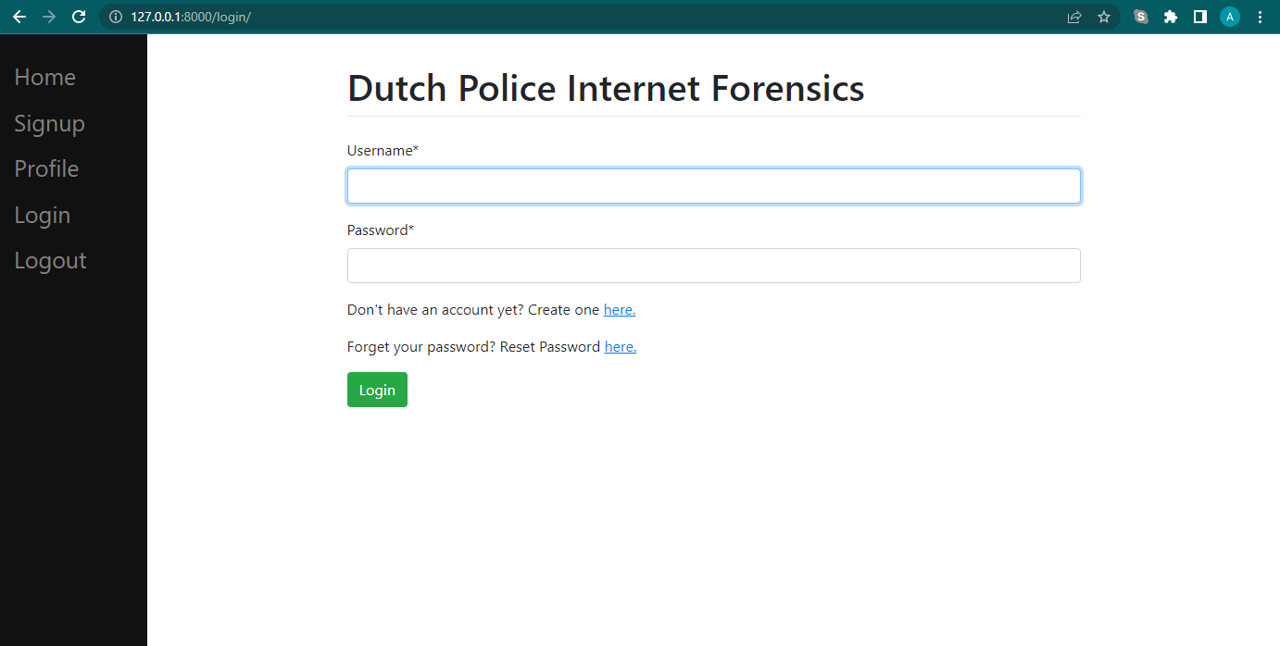 127.0.0.1:8000/login/
S
A
Home
Signup
Profile
Login
Logout
Dutch Police Internet Forensics
Username*
Password*
Don't have an account yet? Create one here.
Forget your password? Reset Password here.
Login